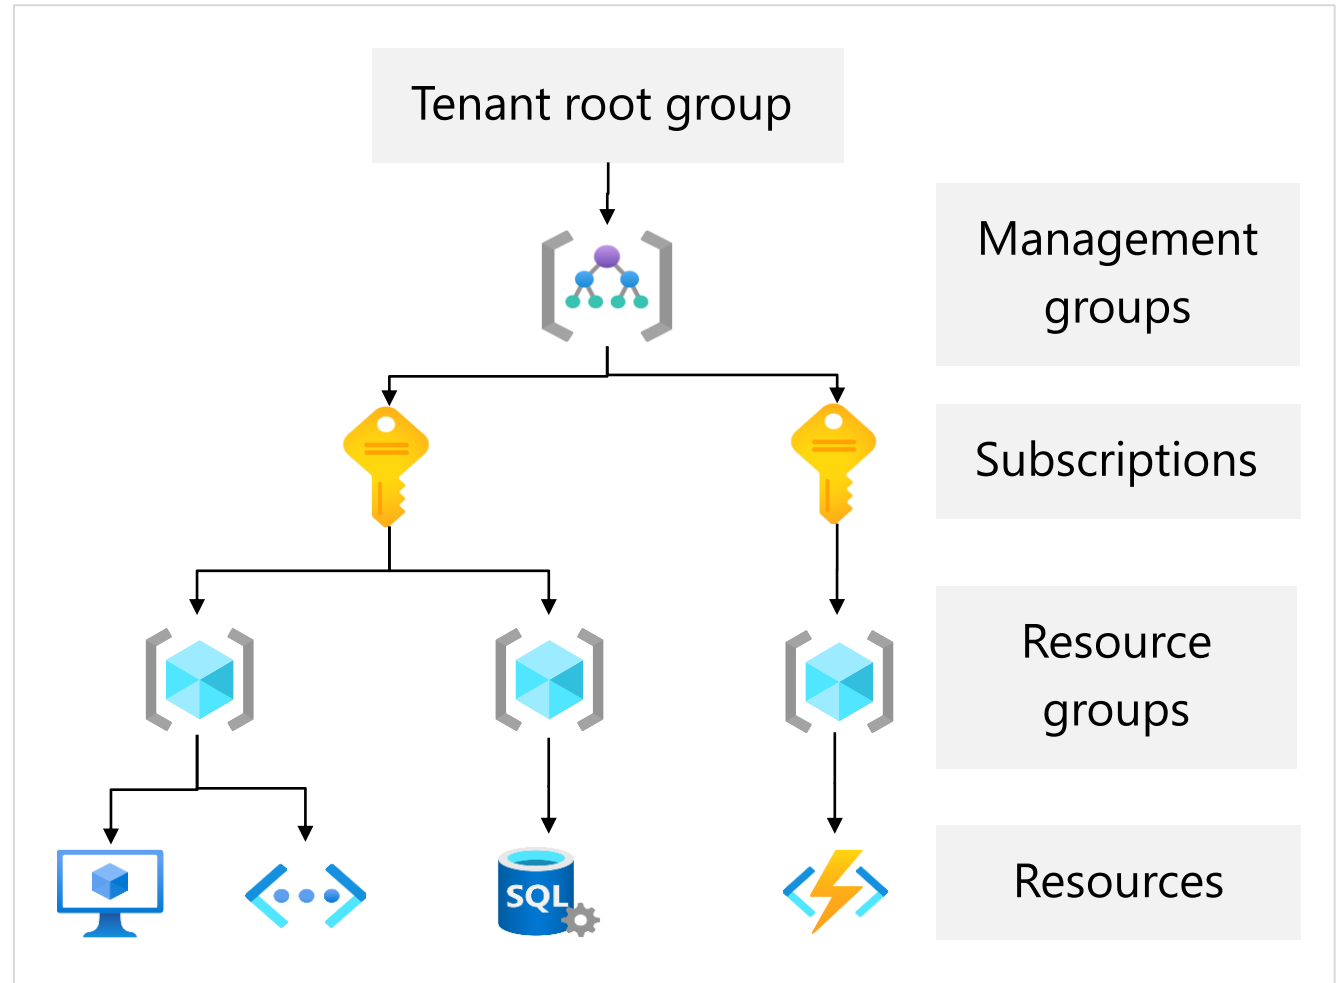 Tenant root group
Management
groups
Subscriptions
Resource
groups
SQL
Resources